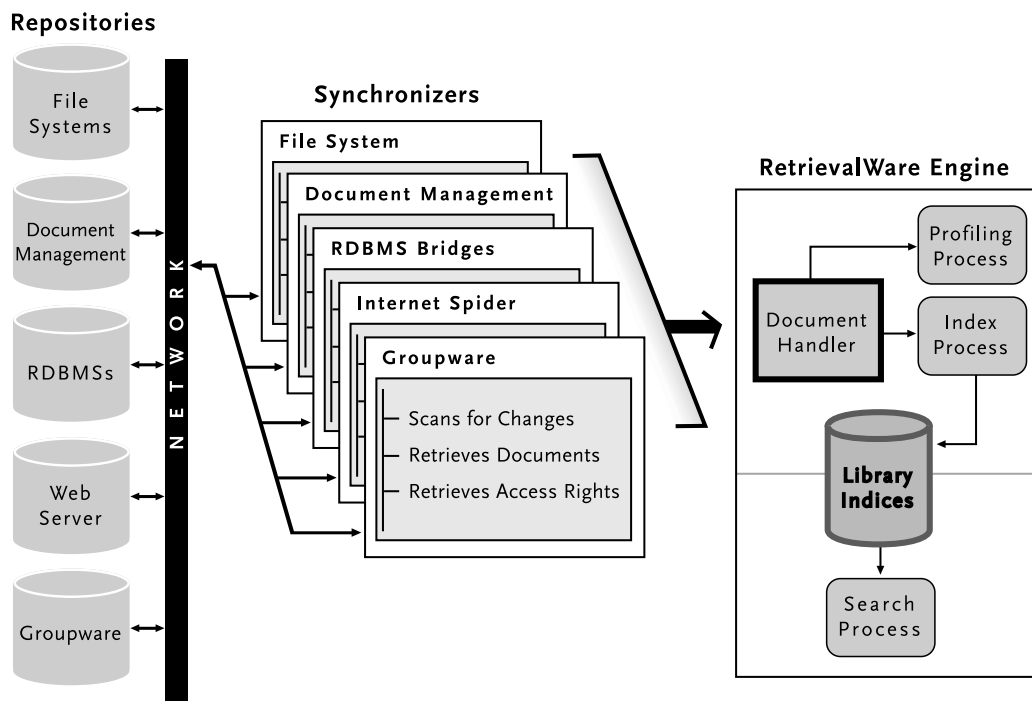 Repositories
File
Systems
Document
Management
RDBMSs
Web
Server
Groupware
NETWORK
Synchronizers
File System
Document Management
RDBMS Bridges
Internet Spider
Groupware
Scans for Changes
Retrieves Documents
Retrieves Access Rights
RetrievalWare Engine
Profiling
Process
Document
Handler
Index
Process
Library
Indices
Search
Process